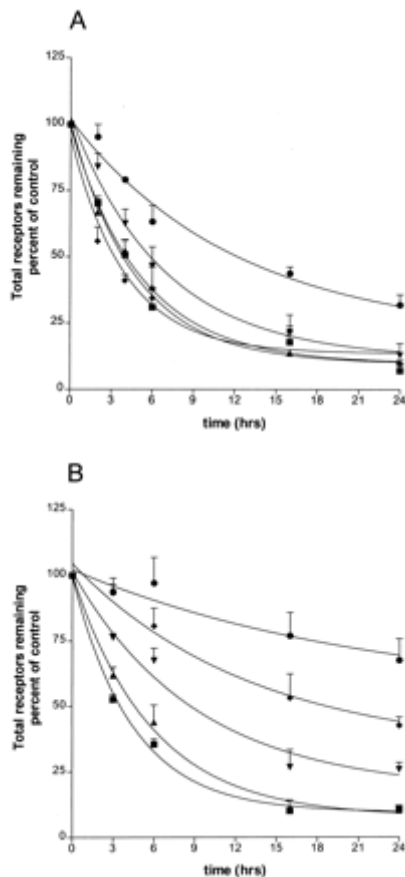 A
Total receptors remaining
percent of control
125
100
75
50
25
0
0 3 6 9 12 15 18 21 24
time (hrs)
B
Total receptors remaining
percent of control
125
100
75
50
25
0
0 3 6 9 12 15 18 21 24
time (hrs)